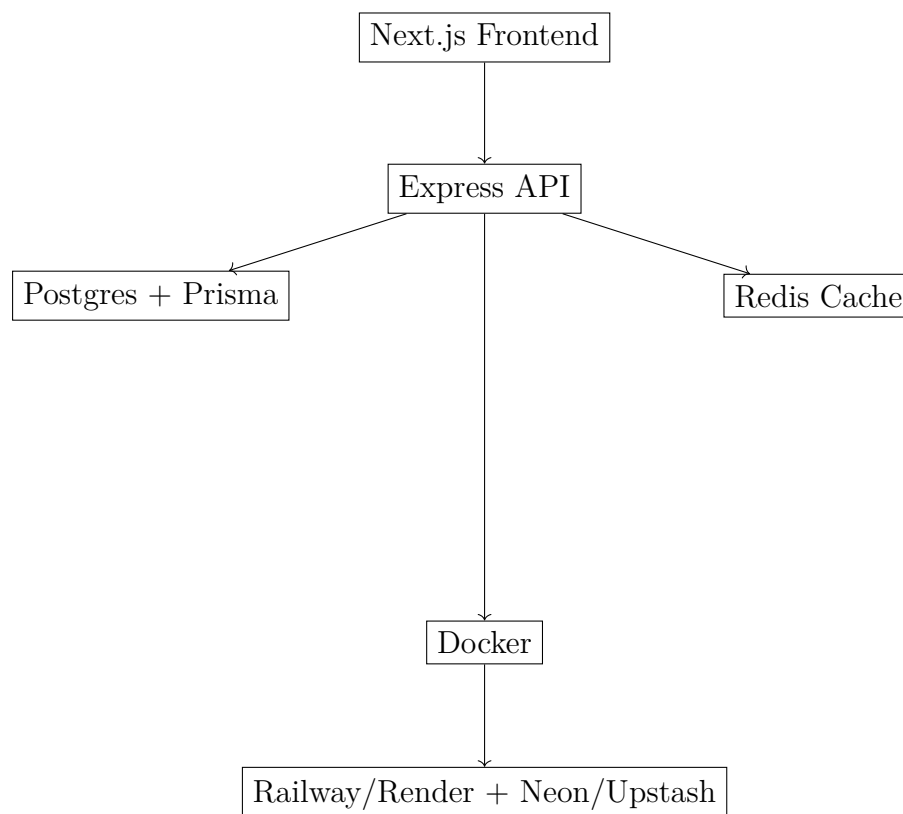 Next.js Frontend
Express API
Postgres + Prisma
Redis Cache
Docker
Railway/Render + Neon/Upstash